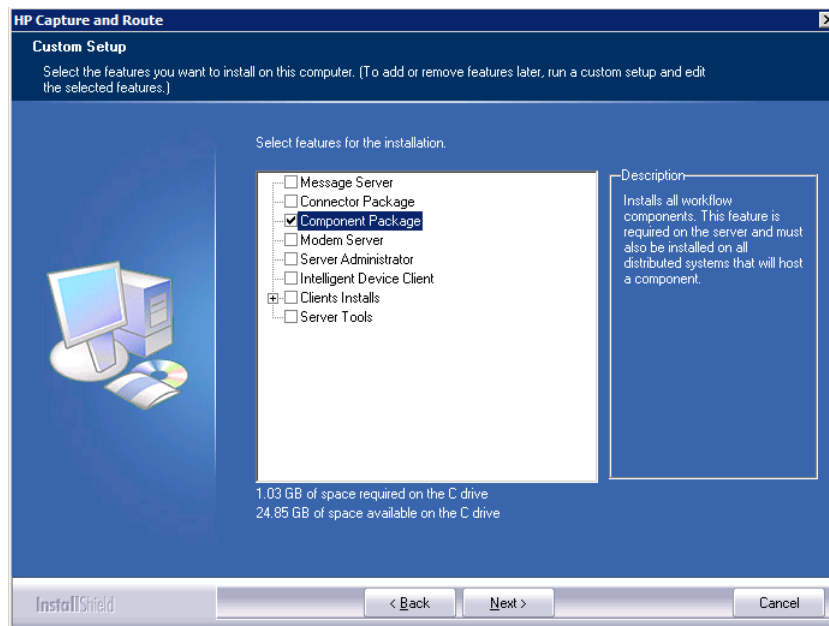 HP Capture and Route
Custom Setup
Select the features you want to install on this computer. (To add or remove features later, run a custom setup and edit
the selected features.)
Select features for the installation.
Message Server
Connector Package
Component Package
Modem Server
Server Administrator
Intelligent Device Client
Clients Installs
Server Tools
Description
Installs all workflow
components. This feature is
required on the server and must
also be installed on all
distributed systems that will host
a component.
1.03 GB of space required on the C drive
24.85 GB of space available on the C drive
InstallShield
< Back
Next >
Cancel